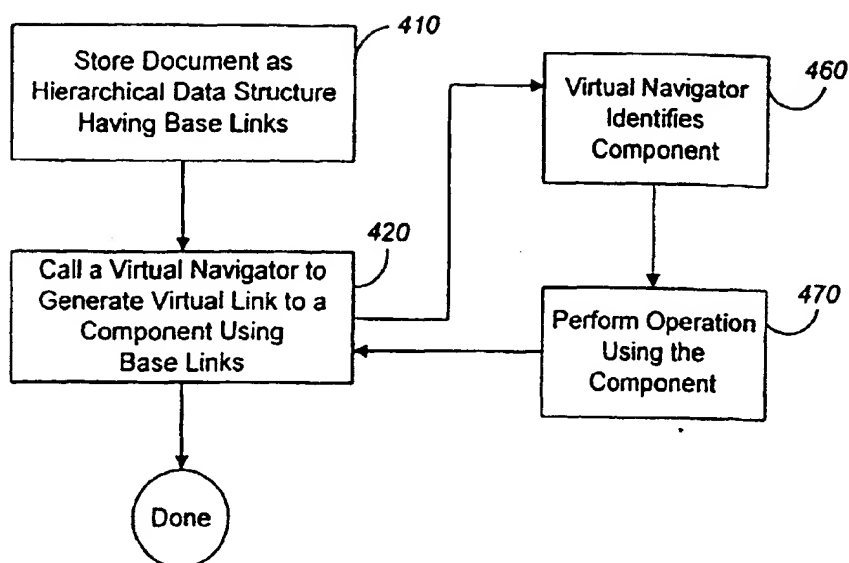 410
Store Document as
Hierarchical Data Structure
Having Base Links
420
Call a Virtual Navigator to
Generate Virtual Link to a
Component Using
Base Links
460
Virtual Navigator
Identifies
Component
470
Perform Operation
Using the
Component
Done